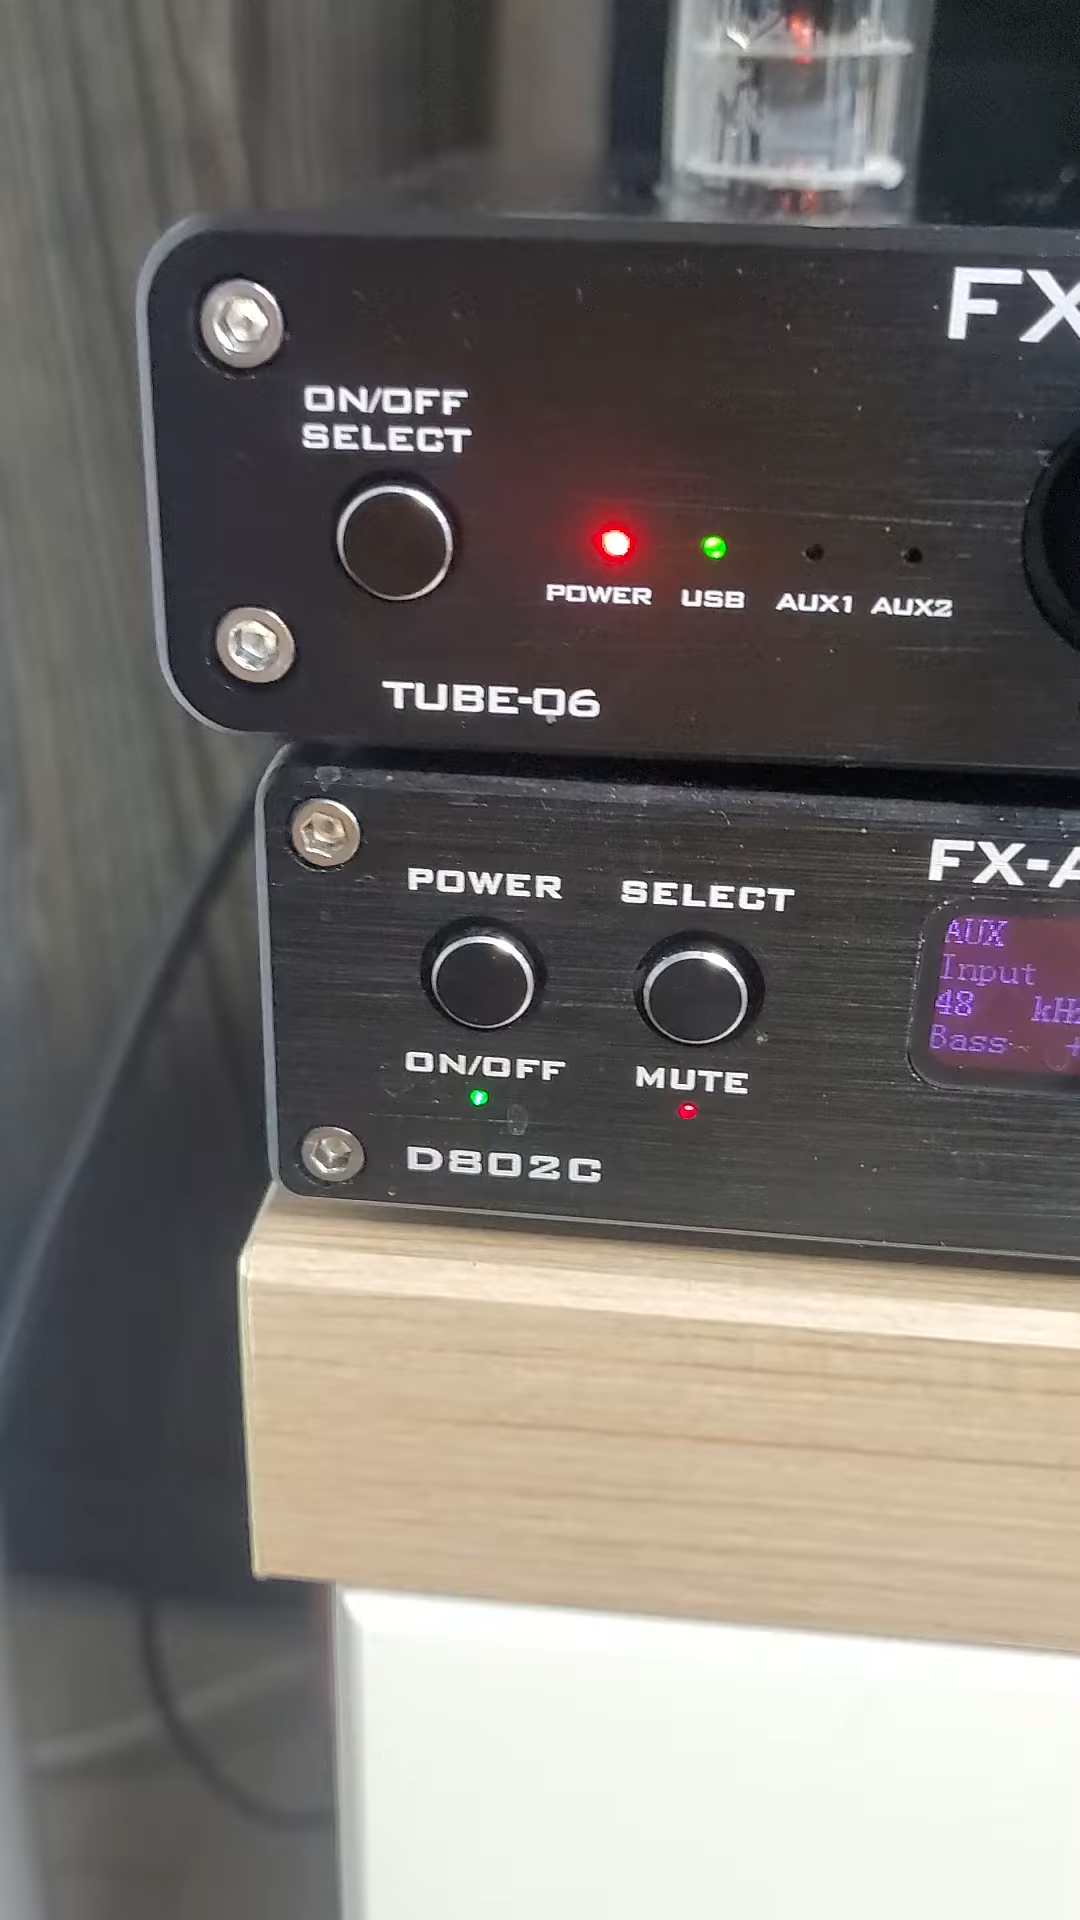 FX
ON/OFF
SELECT
POWER USB AUX1 AUX2
TUBE-06
FX-A
POWER SELECT
AUX
Input
48 kHz
Bass +
ON/OFF MUTE
D802C